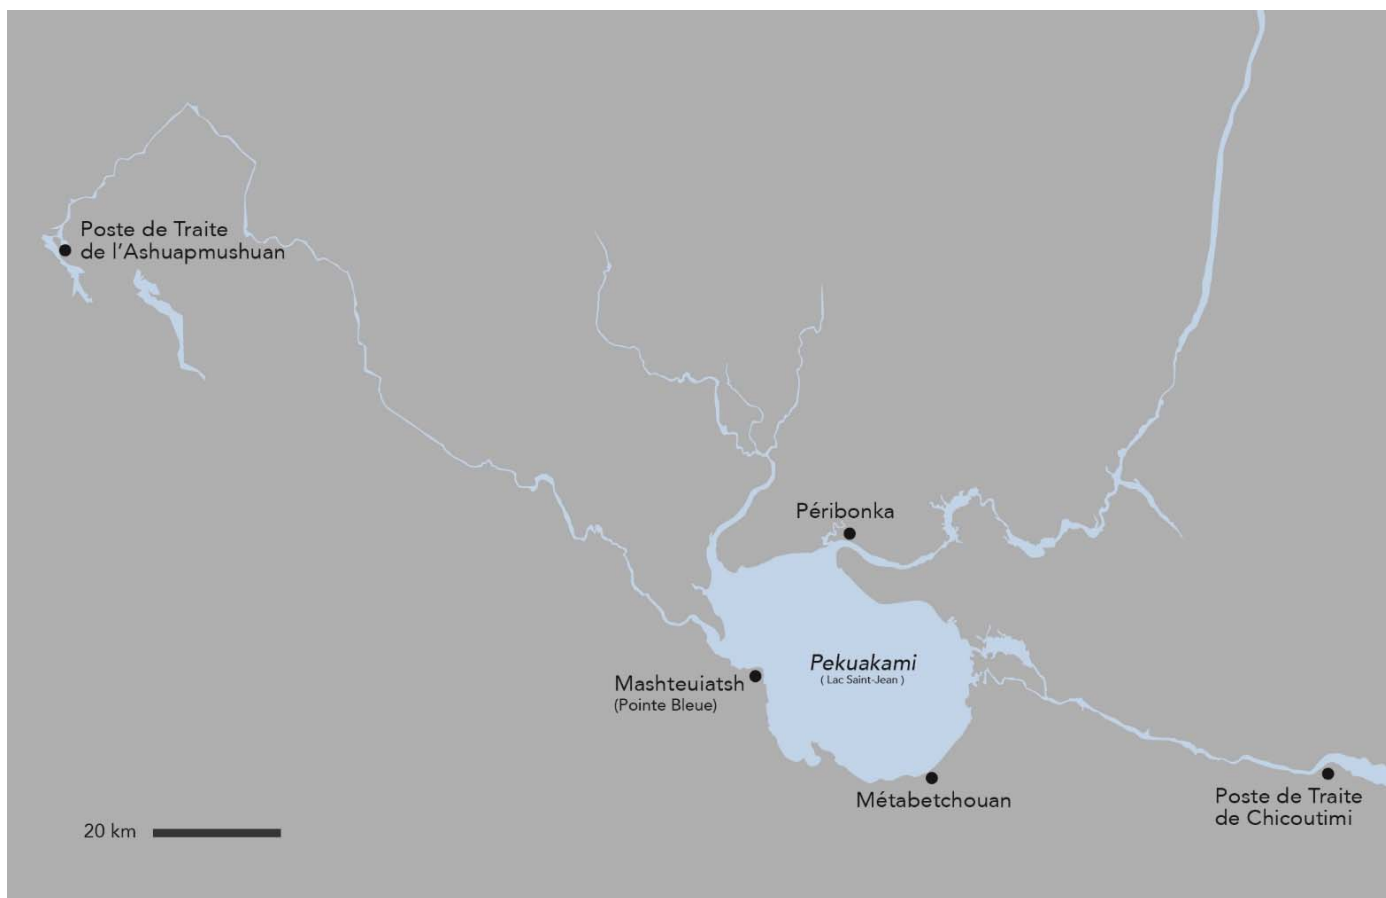 Poste de Traite
de l'Ashuapmushuan
Péribonka
Pekuakami
( Lac Saint-Jean )
Mashteuiatsh
(Pointe Bleue)
Métabetchouan
Poste de Traite
de Chicoutimi
20 km